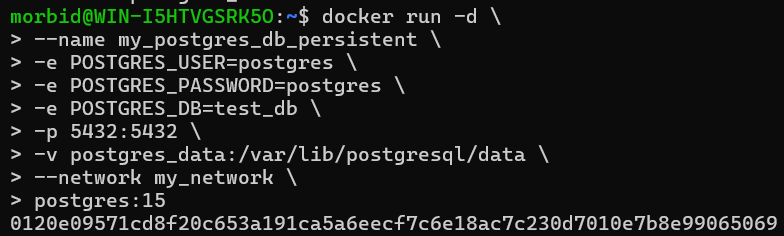 morbid@WIN-I5HTVGSRK5O:~$ docker run -d \
> --name my_postgres_db_persistent \
> -e POSTGRES_USER=postgres \
> -e POSTGRES_PASSWORD=postgres \
> -e POSTGRES_DB=test_db \
> -p 5432:5432 \
> -v postgres_data:/var/lib/postgresql/data \
> --network my_network \
> postgres:15
0120e09571cd8f20c653a191ca5a6eecf7c6e18ac7c230d7010e7b8e99065069